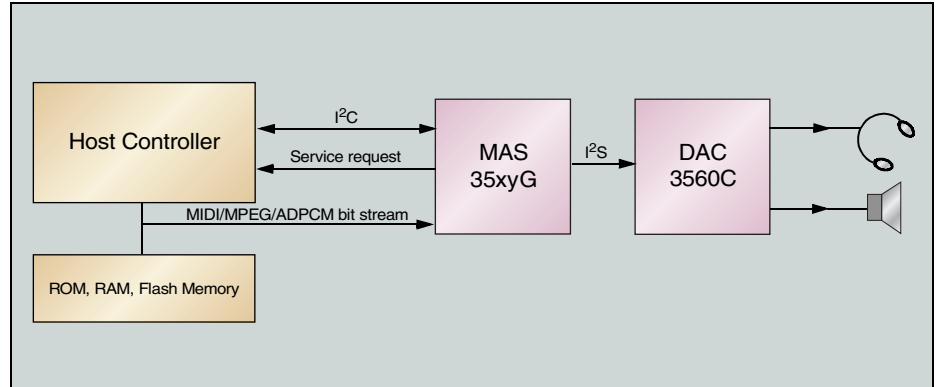 Host Controller
I²C
Service request
MIDI/MPEG/ADPCM bit stream
MAS
35xyG
I²S
DAC
3560C
ROM, RAM, Flash Memory